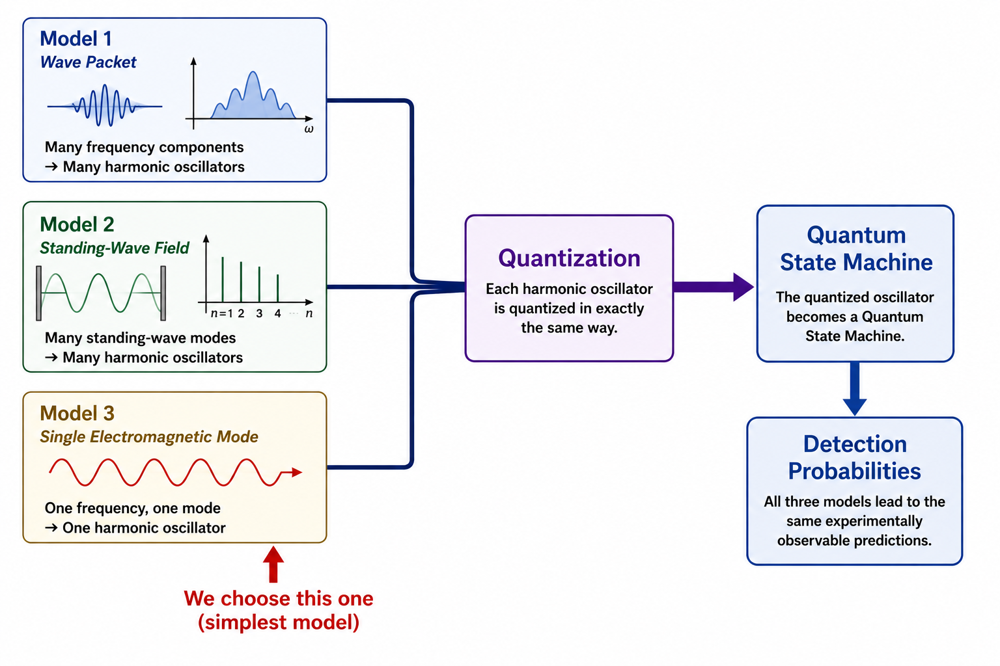 Model 1
Wave Packet
ω
Many frequency components
→ Many harmonic oscillators
Model 2
Standing-Wave Field
n=1 2 3 4 ... n
Many standing-wave modes
→ Many harmonic oscillators
Model 3
Single Electromagnetic Mode
One frequency, one mode
→ One harmonic oscillator
We choose this one
(simplest model)
Quantization
Each harmonic oscillator
is quantized in exactly
the same way.
Quantum
State Machine
The quantized oscillator
becomes a Quantum
State Machine.
Detection
Probabilities
All three models lead to the
same experimentally
observable predictions.